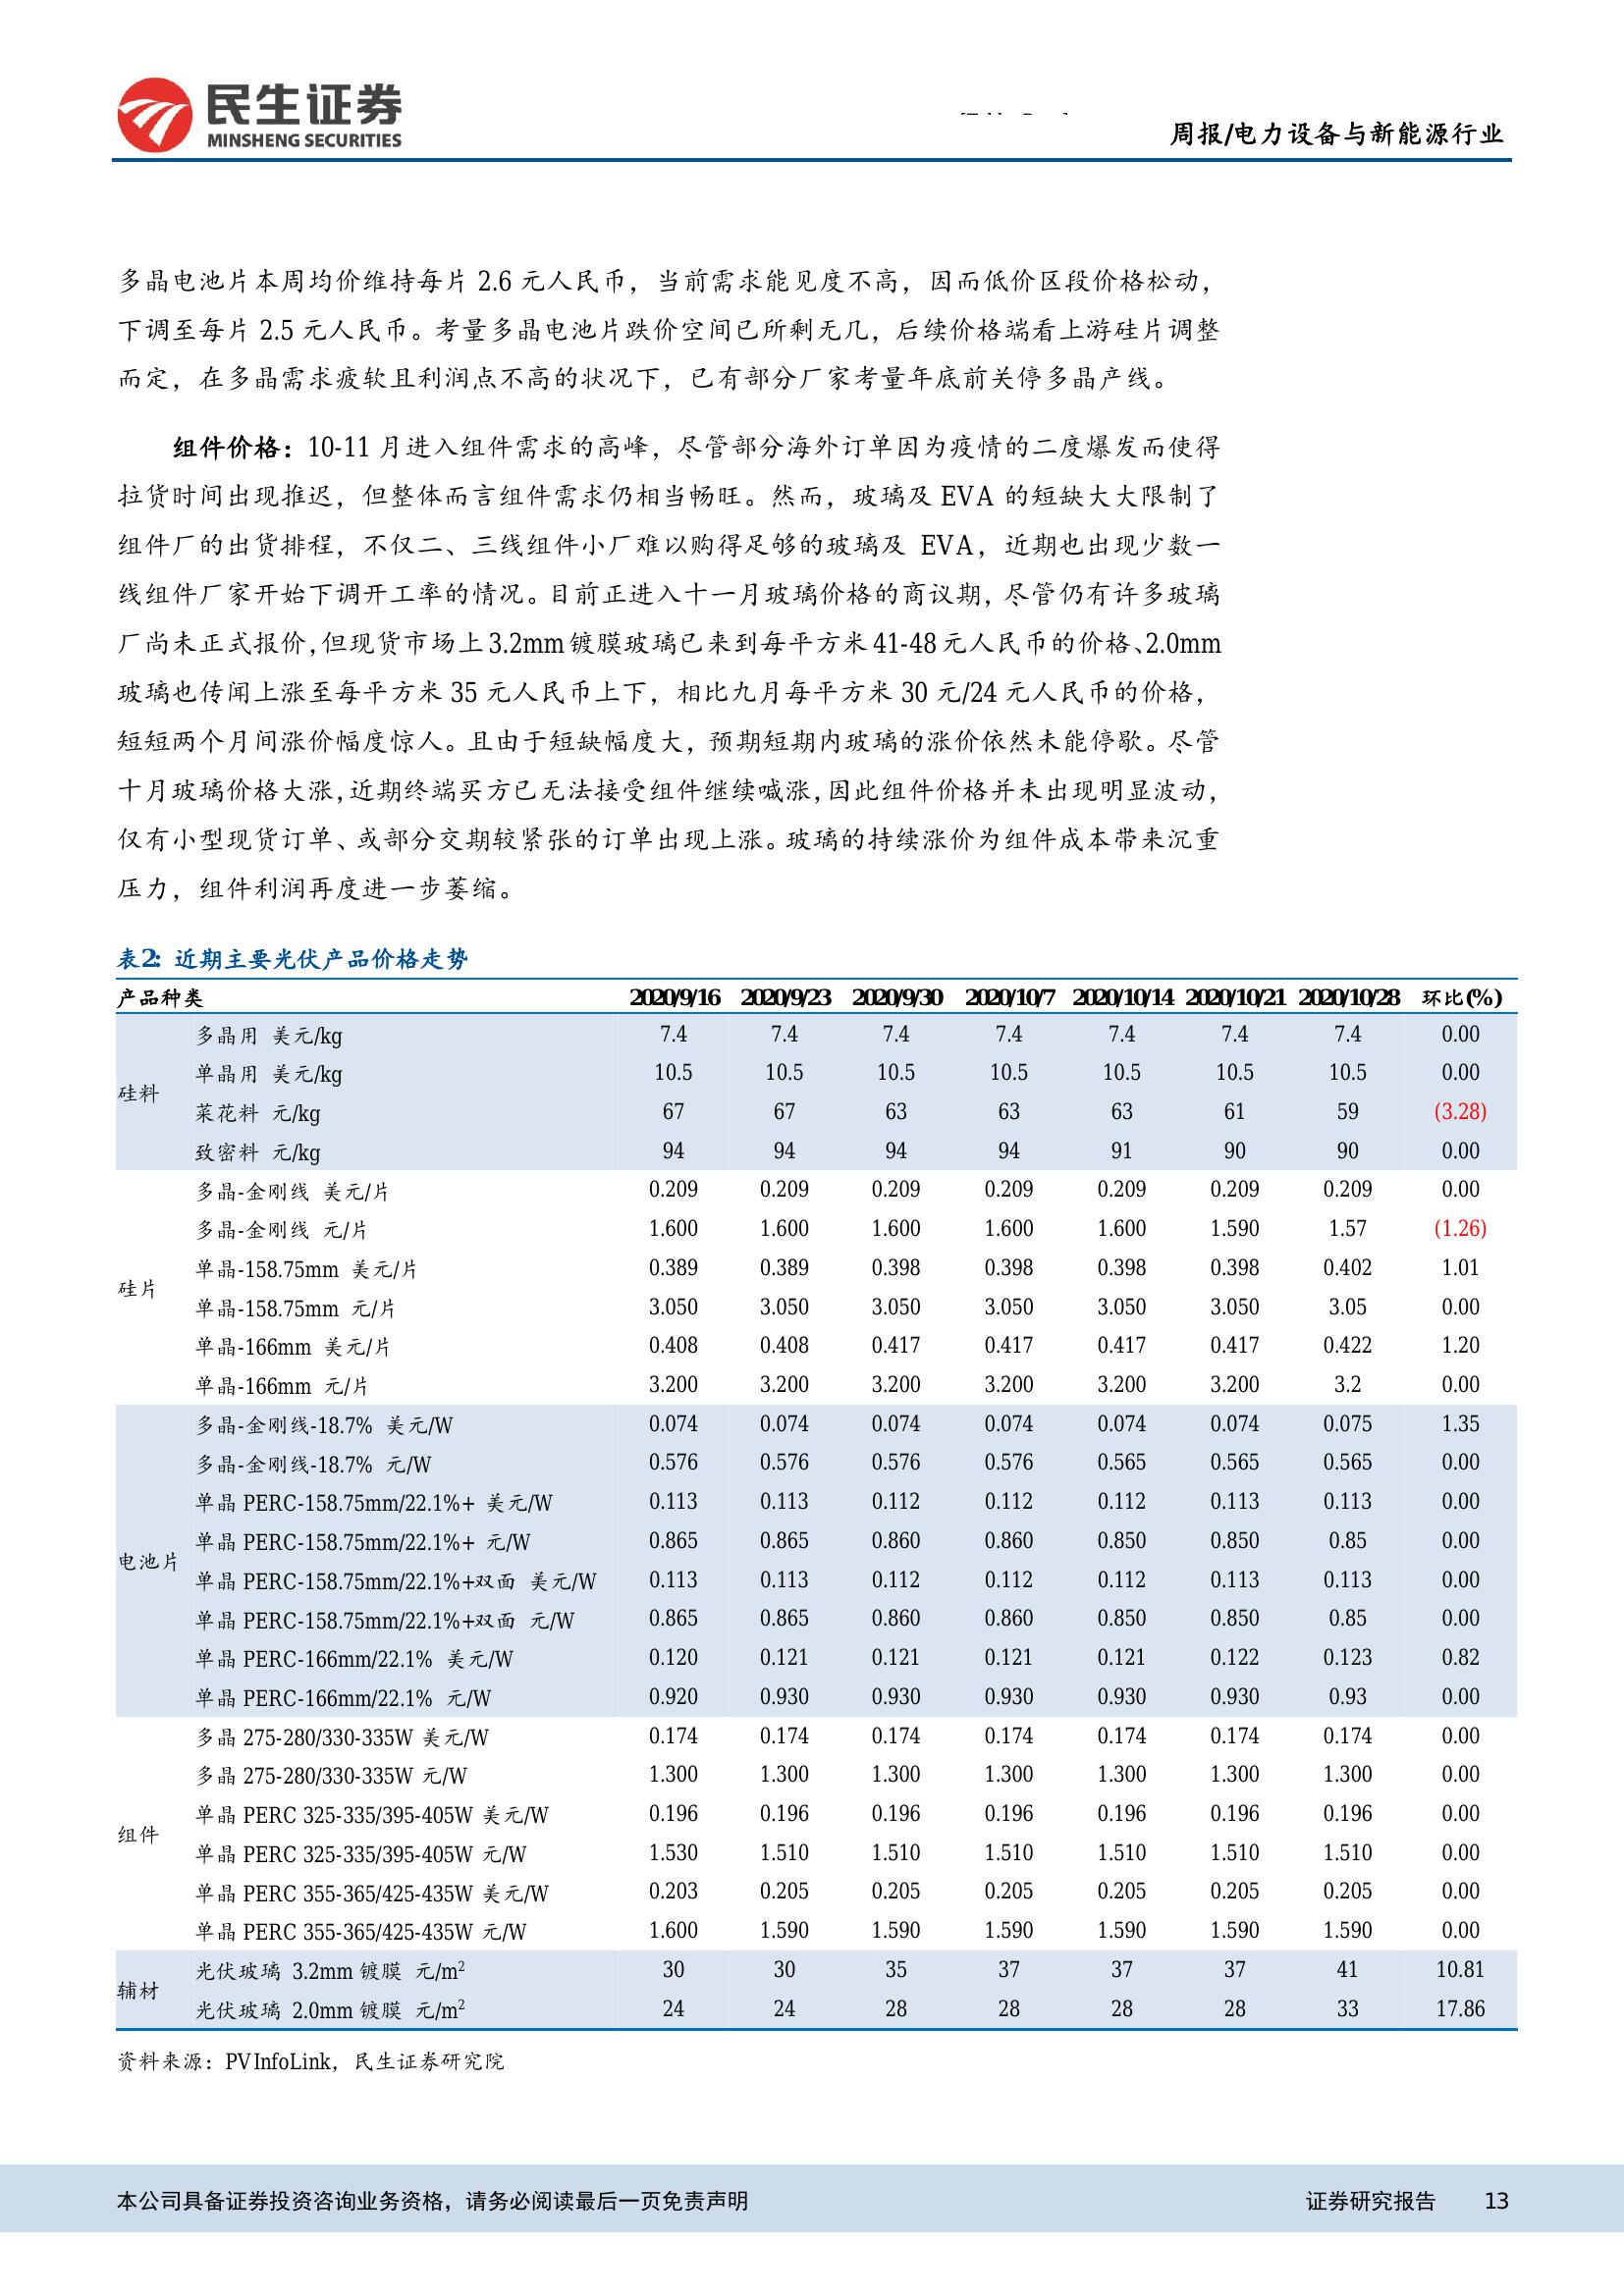 民生证券
MINSHENG SECURITIES
周报/电力设备与新能源行业
多晶电池片本周均价维持每片 2.6 元人民币，当前需求能见度不高，因而低价区段价格松动，
下调至每片 2.5 元人民币。考量多晶电池片跌价空间已所剩无几，后续价格端看上游硅片调整
而定，在多晶需求疲软且利润点不高的状况下，已有部分厂家考量年底前关停多晶产线。
组件价格：10-11 月进入组件需求的高峰，尽管部分海外订单因为疫情的二度爆发而使得
拉货时间出现推迟，但整体而言组件需求仍相当畅旺。然而，玻璃及 EVA 的短缺大大限制了
组件厂的出货排程，不仅二、三线组件小厂难以购得足够的玻璃及 EVA，近期也出现少数一
线组件厂家开始下调开工率的情况。目前正进入十一月玻璃价格的商议期，尽管仍有许多玻璃
厂尚未正式报价，但现货市场上 3.2mm 镀膜玻璃已来到每平方米 41-48 元人民币的价格、2.0mm
玻璃也传闻上涨至每平方米 35 元人民币上下，相比九月每平方米 30 元/24 元人民币的价格，
短短两个月间涨价幅度惊人。且由于短缺幅度大，预期短期内玻璃的涨价依然未能停歇。尽管
十月玻璃价格大涨，近期终端买方已无法接受组件继续喊涨，因此组件价格并未出现明显波动，
仅有小型现货订单、或部分交期较紧张的订单出现上涨。玻璃的持续涨价为组件成本带来沉重
压力，组件利润再度进一步萎缩。
表2: 近期主要光伏产品价格走势
产品种类 2020/9/16 2020/9/23 2020/9/30 2020/10/7 2020/10/14 2020/10/21 2020/10/28 环比(%)
硅料
多晶用 美元/kg 7.4 7.4 7.4 7.4 7.4 7.4 7.4 0.00
单晶用 美元/kg 10.5 10.5 10.5 10.5 10.5 10.5 10.5 0.00
菜花料 元/kg 67 67 63 63 63 61 59 (3.28)
致密料 元/kg 94 94 94 94 91 90 90 0.00
硅片
多晶-金刚线 美元/片 0.209 0.209 0.209 0.209 0.209 0.209 0.209 0.00
多晶-金刚线 元/片 1.600 1.600 1.600 1.600 1.600 1.590 1.57 (1.26)
单晶-158.75mm 美元/片 0.389 0.389 0.398 0.398 0.398 0.398 0.402 1.01
单晶-158.75mm 元/片 3.050 3.050 3.050 3.050 3.050 3.050 3.05 0.00
单晶-166mm 美元/片 0.408 0.408 0.417 0.417 0.417 0.417 0.422 1.20
单晶-166mm 元/片 3.200 3.200 3.200 3.200 3.200 3.200 3.2 0.00
电池片
多晶-金刚线-18.7% 美元/W 0.074 0.074 0.074 0.074 0.074 0.074 0.075 1.35
多晶-金刚线-18.7% 元/W 0.576 0.576 0.576 0.576 0.565 0.565 0.565 0.00
单晶 PERC-158.75mm/22.1%+ 美元/W 0.113 0.113 0.112 0.112 0.112 0.113 0.113 0.00
单晶 PERC-158.75mm/22.1%+ 元/W 0.865 0.865 0.860 0.860 0.850 0.850 0.85 0.00
单晶 PERC-158.75mm/22.1%+双面 美元/W 0.113 0.113 0.112 0.112 0.112 0.113 0.113 0.00
单晶 PERC-158.75mm/22.1%+双面 元/W 0.865 0.865 0.860 0.860 0.850 0.850 0.85 0.00
单晶 PERC-166mm/22.1% 美元/W 0.120 0.121 0.121 0.121 0.121 0.122 0.123 0.82
单晶 PERC-166mm/22.1% 元/W 0.920 0.930 0.930 0.930 0.930 0.930 0.93 0.00
组件
多晶 275-280/330-335W 美元/W 0.174 0.174 0.174 0.174 0.174 0.174 0.174 0.00
多晶 275-280/330-335W 元/W 1.300 1.300 1.300 1.300 1.300 1.300 1.300 0.00
单晶 PERC 325-335/395-405W 美元/W 0.196 0.196 0.196 0.196 0.196 0.196 0.196 0.00
单晶 PERC 325-335/395-405W 元/W 1.530 1.510 1.510 1.510 1.510 1.510 1.510 0.00
单晶 PERC 355-365/425-435W 美元/W 0.203 0.205 0.205 0.205 0.205 0.205 0.205 0.00
单晶 PERC 355-365/425-435W 元/W 1.600 1.590 1.590 1.590 1.590 1.590 1.590 0.00
辅材
光伏玻璃 3.2mm 镀膜 元/m² 30 30 35 37 37 37 41 10.81
光伏玻璃 2.0mm 镀膜 元/m² 24 24 28 28 28 28 33 17.86
资料来源：PVInfoLink，民生证券研究院
本公司具备证券投资咨询业务资格，请务必阅读最后一页免责声明 证券研究报告 13